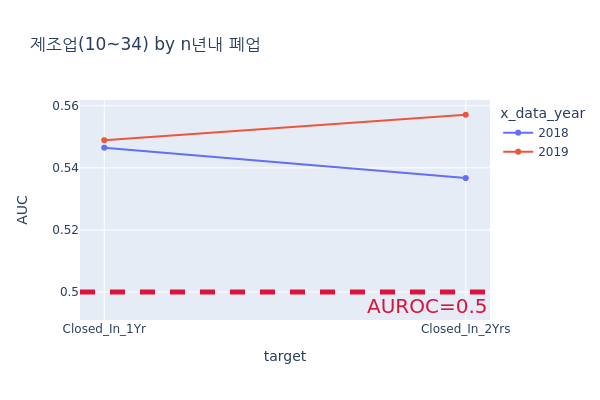 제조업(10~34) by n년내 폐업
x_data_year
2018
2019
0.56
0.54
0.52
0.5
AUC
AUROC=0.5
Closed_In_1Yr
Closed_In_2Yrs
target